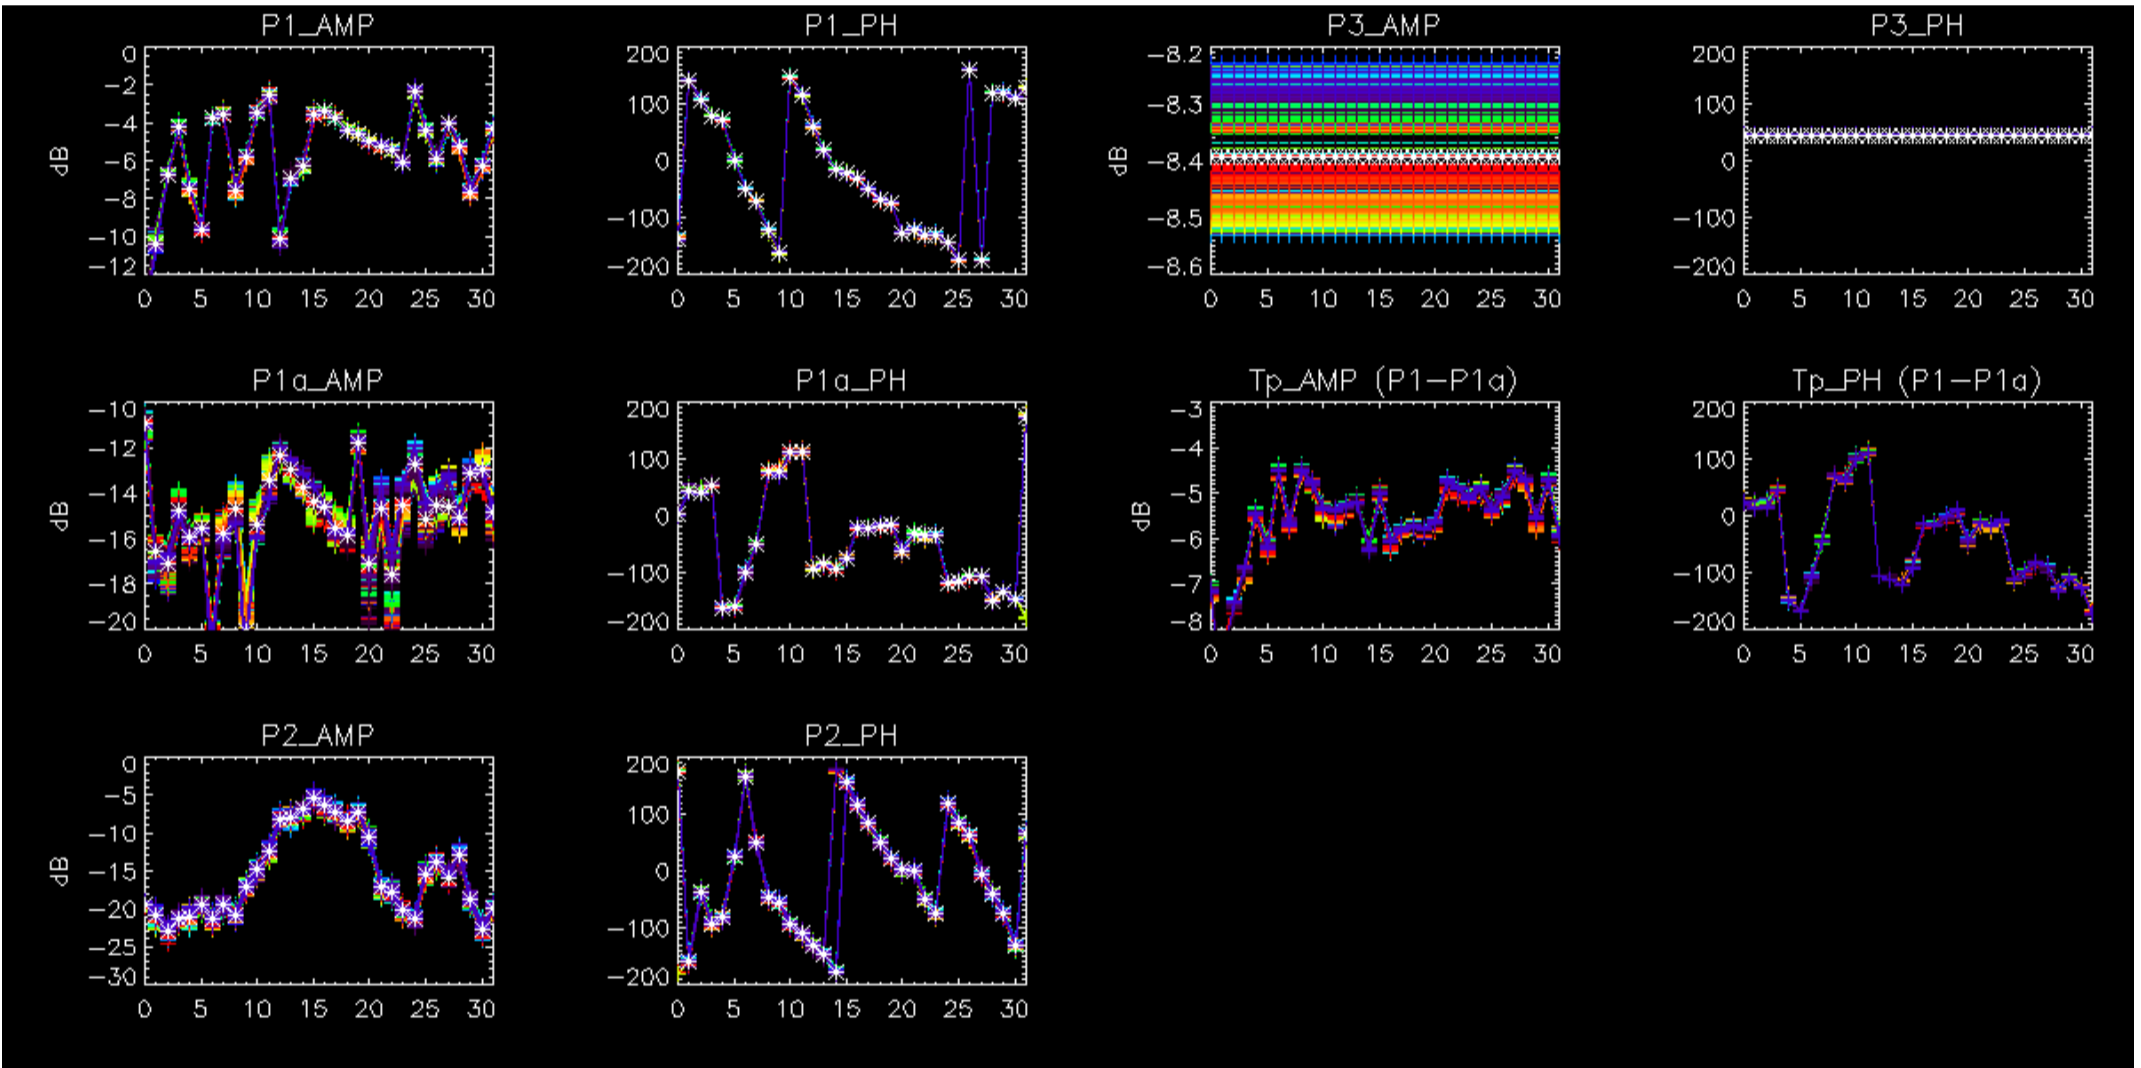 P1_AMP
P1_PH
P3_AMP
P3_PH
0
-2
-4
-6
-8
-10
-12
dB
0 5 10 15 20 25 30
200
100
0
-100
-200
0 5 10 15 20 25 30
-8.2
-8.3
-8.4
-8.5
-8.6
dB
0 5 10 15 20 25 30
200
100
0
-100
-200
0 5 10 15 20 25 30
P1a_AMP
P1a_PH
Tp_AMP (P1-P1a)
Tp_PH (P1-P1a)
-10
-12
-14
-16
-18
-20
dB
0 5 10 15 20 25 30
200
100
0
-100
-200
0 5 10 15 20 25 30
-3
-4
-5
-6
-7
-8
dB
0 5 10 15 20 25 30
200
100
0
-100
-200
0 5 10 15 20 25 30
P2_AMP
P2_PH
0
-5
-10
-15
-20
-25
-30
dB
0 5 10 15 20 25 30
200
100
0
-100
-200
0 5 10 15 20 25 30